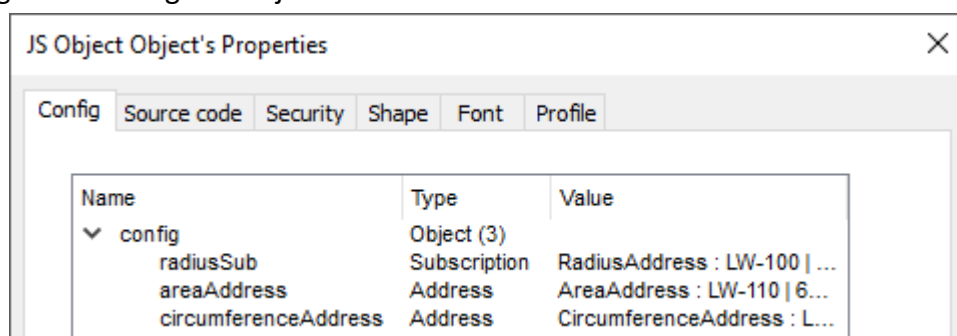 JS Object Object's Properties
Config Source code Security Shape Font Profile
Name Type Value
config Object (3)
radiusSub Subscription RadiusAddress : LW-100 | ...
areaAddress Address AreaAddress : LW-110 | 6...
circumferenceAddress Address CircumferenceAddress : L...